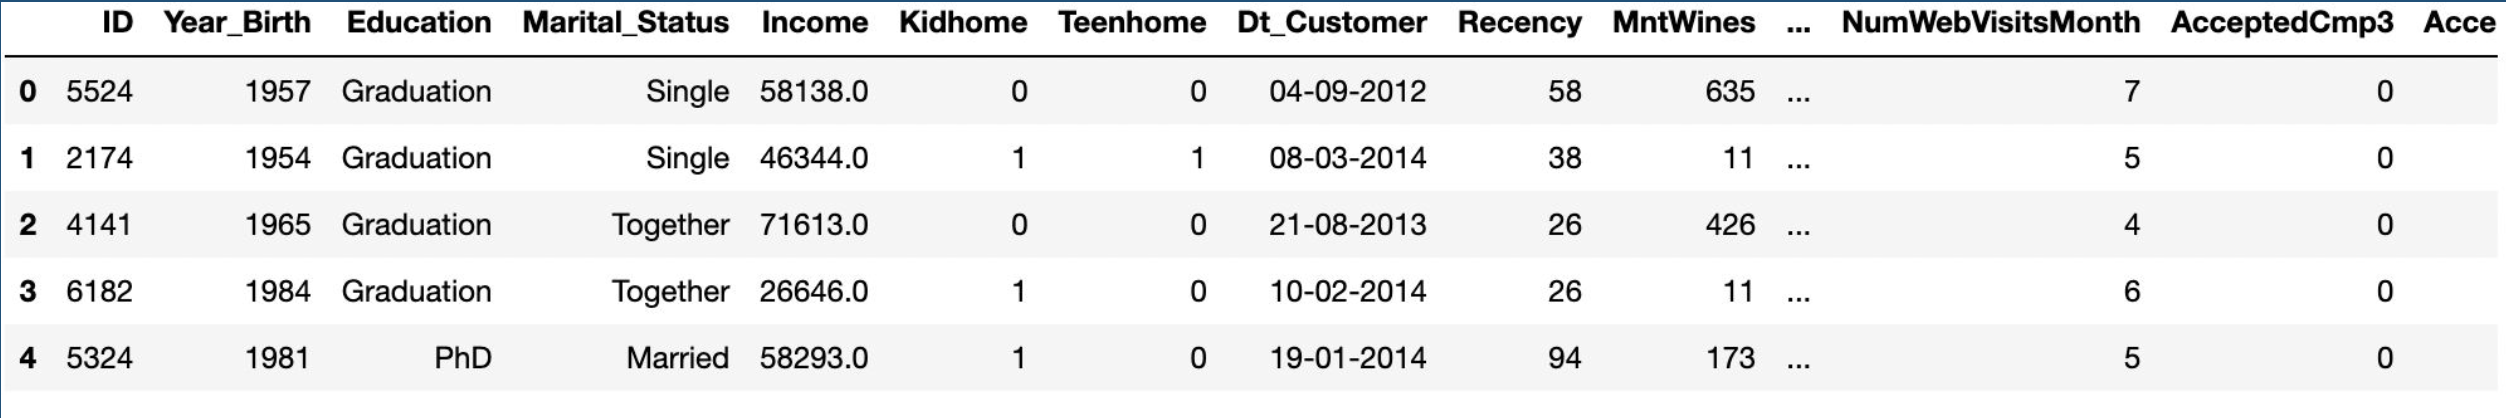 ID Year_Birth Education Marital_Status Income Kidhome Teenhome Dt_Customer Recency MntWines ... NumWebVisitsMonth AcceptedCmp3 Acce
0 5524 1957 Graduation Single 58138.0 0 0 04-09-2012 58 635 ... 7 0
1 2174 1954 Graduation Single 46344.0 1 1 08-03-2014 38 11 ... 5 0
2 4141 1965 Graduation Together 71613.0 0 0 21-08-2013 26 426 ... 4 0
3 6182 1984 Graduation Together 26646.0 1 0 10-02-2014 26 11 ... 6 0
4 5324 1981 PhD Married 58293.0 1 0 19-01-2014 94 173 ... 5 0